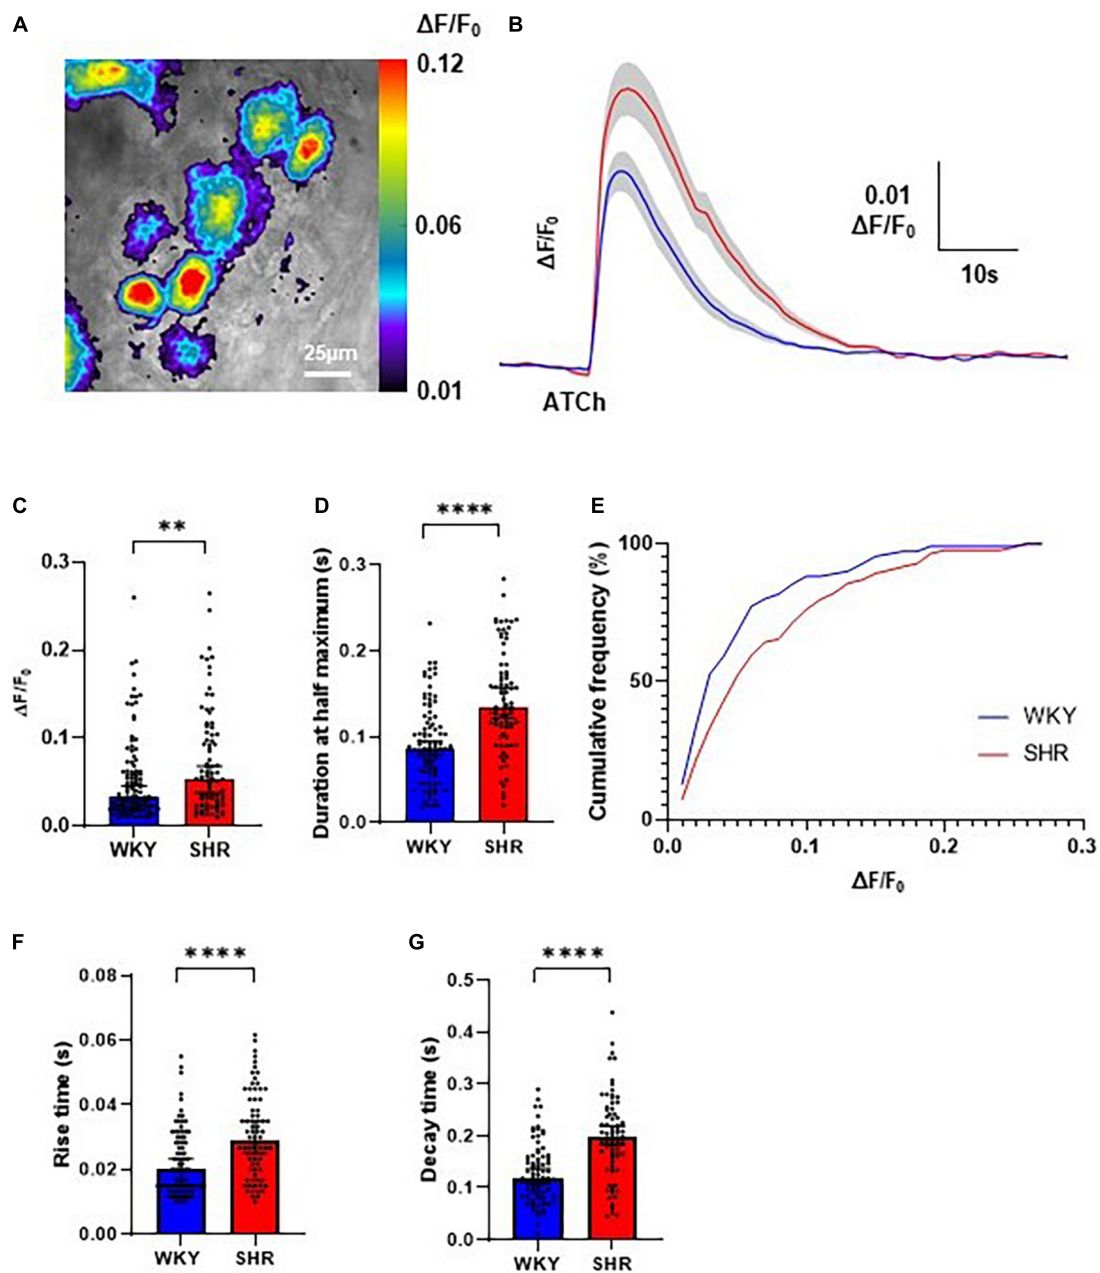 A
ΔF/F0
0.12
0.06
0.01
25µm
B
ΔF/F0
ATCh
0.01
ΔF/F0
10s
C
**
ΔF/F0
0.3
0.2
0.1
0.0
WKY
SHR
D
****
Duration at half maximum (s)
0.3
0.2
0.1
0.0
WKY
SHR
E
Cumulative frequency (%)
100
50
0
0.0
0.1
0.2
0.3
ΔF/F0
WKY
SHR
F
****
Rise time (s)
0.08
0.06
0.04
0.02
0.00
WKY
SHR
G
****
Decay time (s)
0.5
0.4
0.3
0.2
0.1
0.0
WKY
SHR